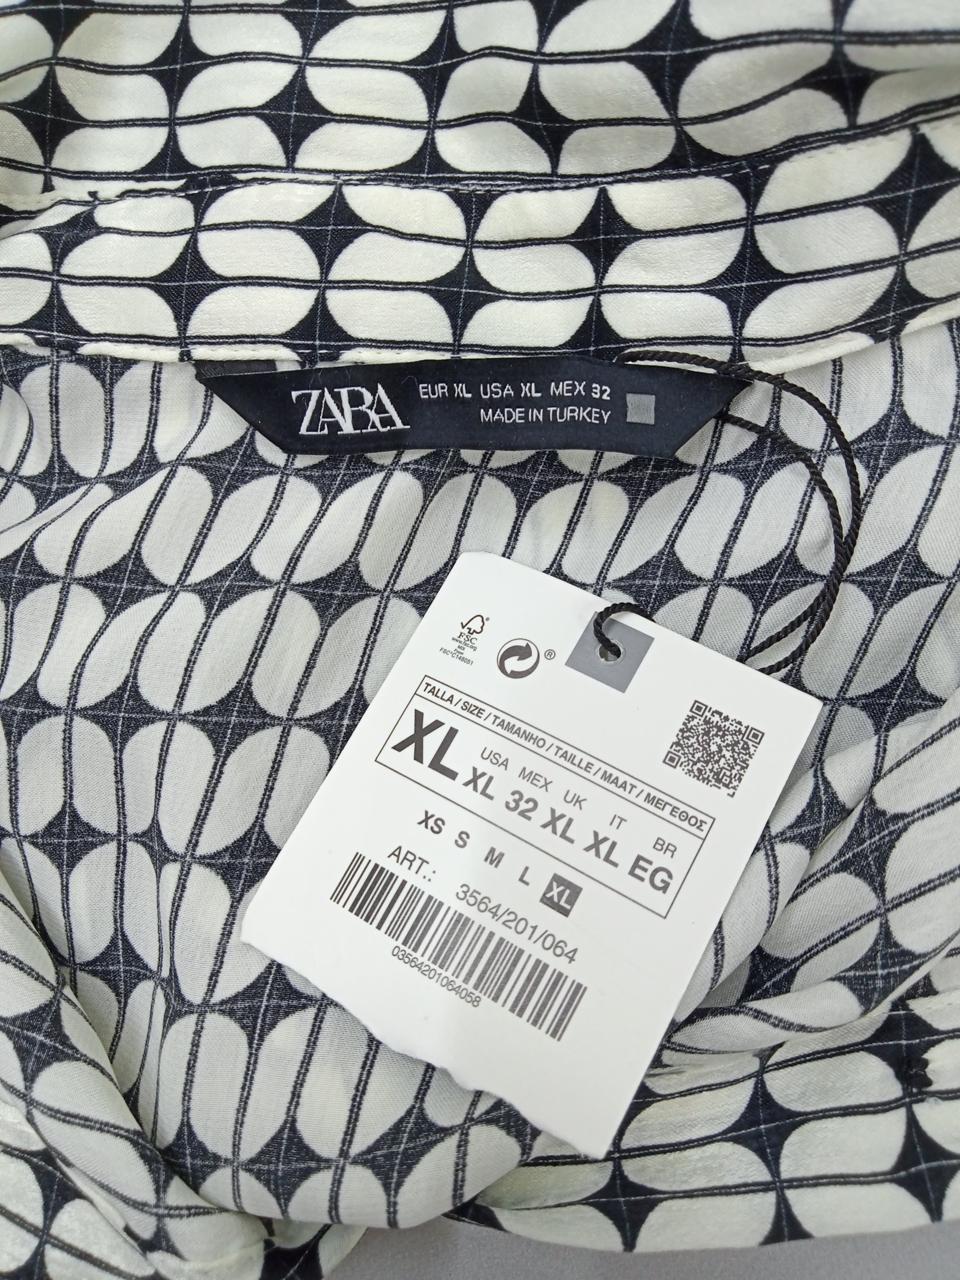 ZARA
EUR XL USA XL MEX 32
MADE IN TURKEY
FSC
TALLA / SIZE / TAMANHO / TAILLE / MAAT / ΜΕΓΕΘΟΣ
USA MEX UK IT BR
XL XL 32 XL XL EG
XS S M L XL
ART.: 3564/201/064
03564201064058